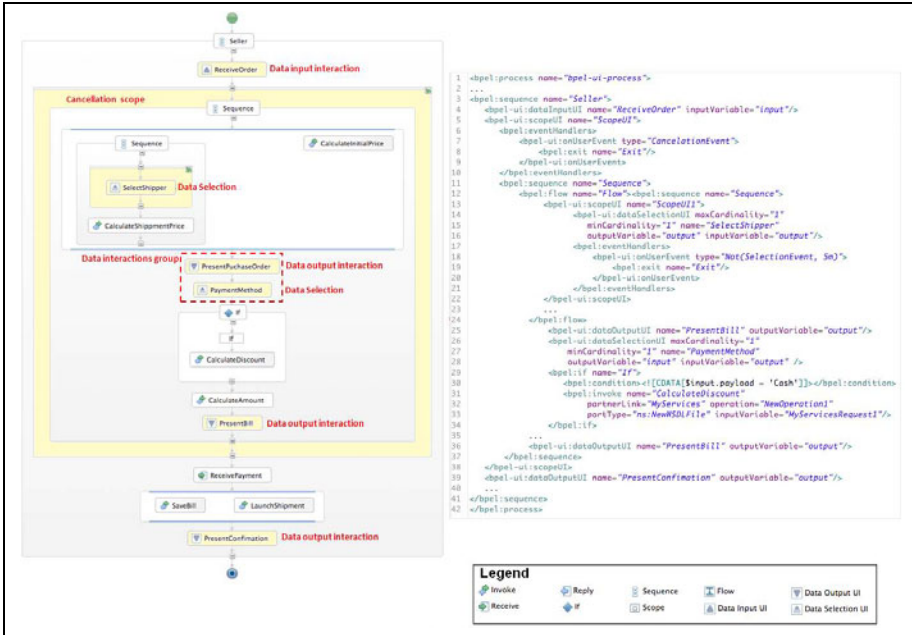 Seller
ReceiveOrder
Data input interaction
Cancellation scope
Sequence
Sequence
CalculateInitialPrice
SelectShipper
Data Selection
CalculateShippmentPrice
Data interactions group
PresentPuchaseOrder
Data output interaction
PaymentMethod
Data Selection
If
If
CalculateDiscount
CalculateAmount
PresentBill
Data output interaction
ReceivePayment
SaveBill
LaunchShipment
PresentConfimation
Data output interaction
1 <bpel:process name="bpel-ui-process">
2 ...
3 <bpel:sequence name="Seller">
4 <bpel-ui:dataInputUI name="ReceiveOrder" inputVariable="input"/>
5 <bpel-ui:scopeUI name="ScopeUI">
6 <bpel:eventHandlers>
7 <bpel-ui:onUserEvent type="CancelationEvent">
8 <bpel:exit name="Exit"/>
9 </bpel-ui:onUserEvent>
10 </bpel:eventHandlers>
11 <bpel:sequence name="Sequence">
12 <bpel:flow name="Flow"><bpel:sequence name="Sequence">
13 <bpel-ui:scopeUI name="ScopeUI1">
14 <bpel-ui:dataSelectionUI maxCardinality="1"
15 minCardinality="1" name="SelectShipper"
16 outputVariable="output" inputVariable="output"/>
17 <bpel:eventHandlers>
18 <bpel-ui:onUserEvent type="Not(SelectionEvent, 5m)">
19 <bpel:exit name="Exit"/>
20 </bpel-ui:onUserEvent>
21 </bpel:eventHandlers>
22 </bpel-ui:scopeUI>
23 ...
24 </bpel:flow>
25 <bpel-ui:dataOutputUI name="PresentBill" outputVariable="output"/>
26 <bpel-ui:dataSelectionUI maxCardinality="1"
27 minCardinality="1" name="PaymentMethod"
28 outputVariable="input" inputVariable="output" />
29 <bpel:if name="If">
30 <bpel:condition><![CDATA[$input.payload = 'Cash']]></bpel:condition>
31 <bpel:invoke name="CalculateDiscount"
32 partnerLink="MyServices" operation="NewOperation1"
33 portType="ns:NewWSDLFile" inputVariable="MyServicesRequest1"/>
34 </bpel:if>
35 ...
36 <bpel-ui:dataOutputUI name="PresentBill" outputVariable="output"/>
37 </bpel:sequence>
38 </bpel-ui:scopeUI>
39 <bpel-ui:dataOutputUI name="PresentConfimation" outputVariable="output"/>
40 ...
41 </bpel:sequence>
42 </bpel:process>
Legend
Invoke
Reply
Sequence
Flow
Data Output UI
Receive
If
Scope
Data Input UI
Data Selection UI